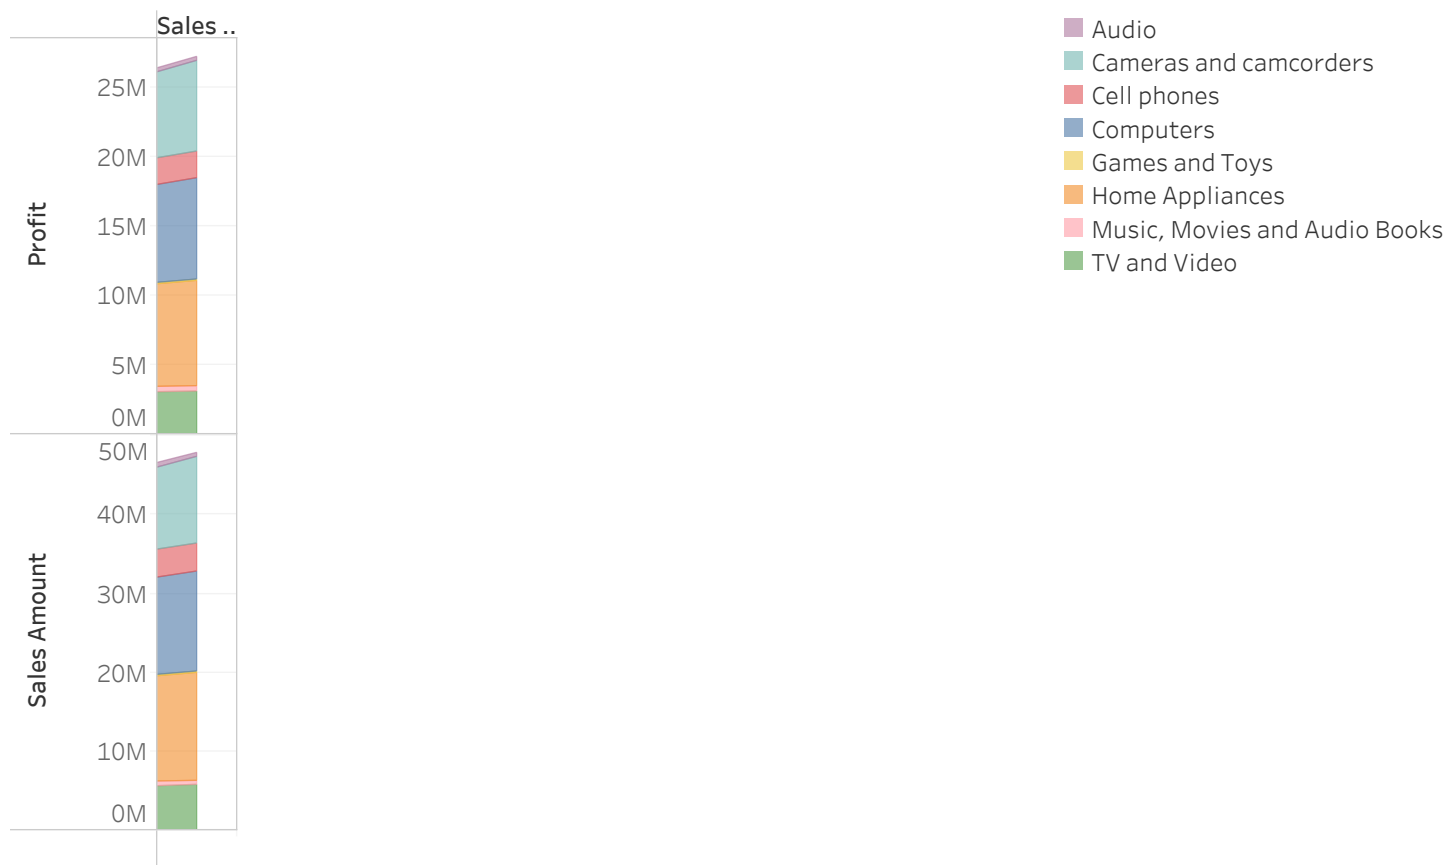 Sales ..
Profit
25M
20M
15M
10M
5M
0M
Sales Amount
50M
40M
30M
20M
10M
0M
Audio
Cameras and camcorders
Cell phones
Computers
Games and Toys
Home Appliances
Music, Movies and Audio Books
TV and Video